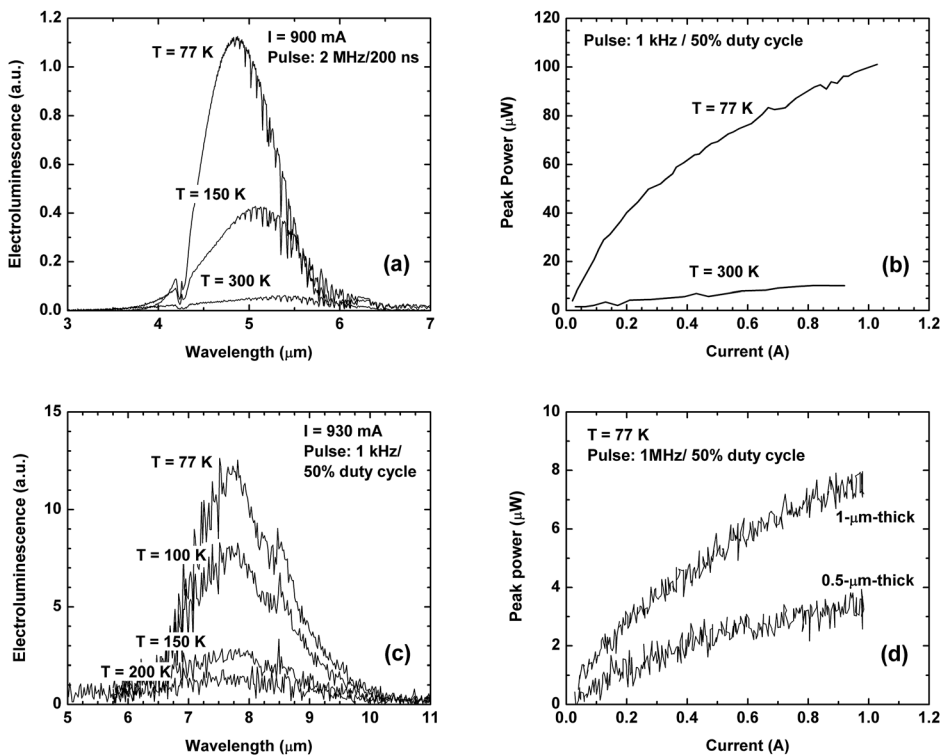 I = 900 mA
Pulse: 2 MHz/200 ns
T = 77 K
T = 150 K
T = 300 K
(a)
Electroluminescence (a.u.)
1.2
1.0
0.8
0.6
0.4
0.2
0.0
3 4 5 6 7
Wavelength (μm)
Pulse: 1 kHz / 50% duty cycle
T = 77 K
T = 300 K
(b)
Peak Power (μW)
120
100
80
60
40
20
0
0.0 0.2 0.4 0.6 0.8 1.0 1.2
Current (A)
I = 930 mA
Pulse: 1 kHz/
50% duty cycle
T = 77 K
T = 100 K
T = 150 K
T = 200 K
(c)
Electroluminescence (a.u.)
15
10
5
0
5 6 7 8 9 10 11
Wavelength (μm)
T = 77 K
Pulse: 1MHz/ 50% duty cycle
1-μm-thick
0.5-μm-thick
(d)
Peak power (μW)
8
6
4
2
0
0.0 0.2 0.4 0.6 0.8 1.0 1.2
Current (A)